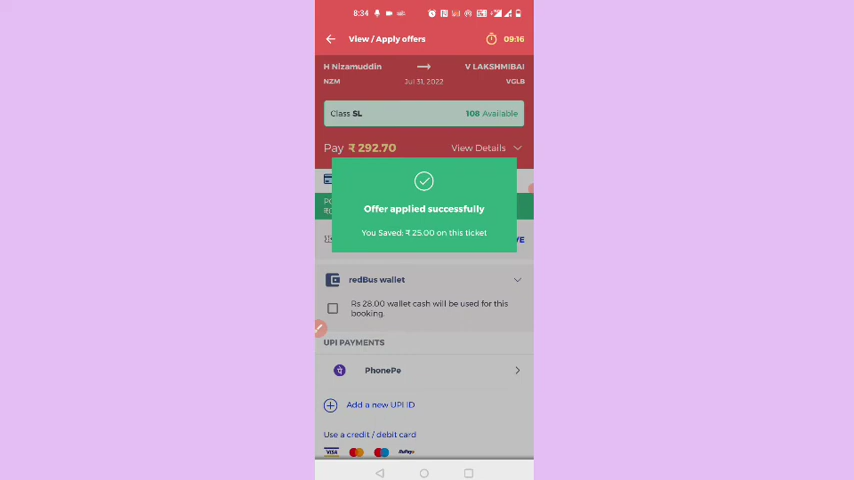 8:34
View / Apply offers
09:16
H Nizamuddin
V LAKSHMIBAI
NZM
Jul 31, 2022
VGLB
Class SL
108 Available
Pay ₹ 292.70
View Details
Offer applied successfully
You Saved: ₹ 25.00 on this ticket
redBus wallet
Rs 28.00 wallet cash will be used for this
booking.
UPI PAYMENTS
PhonePe
Add a new UPI ID
Use a credit / debit card
VISA
RuPay